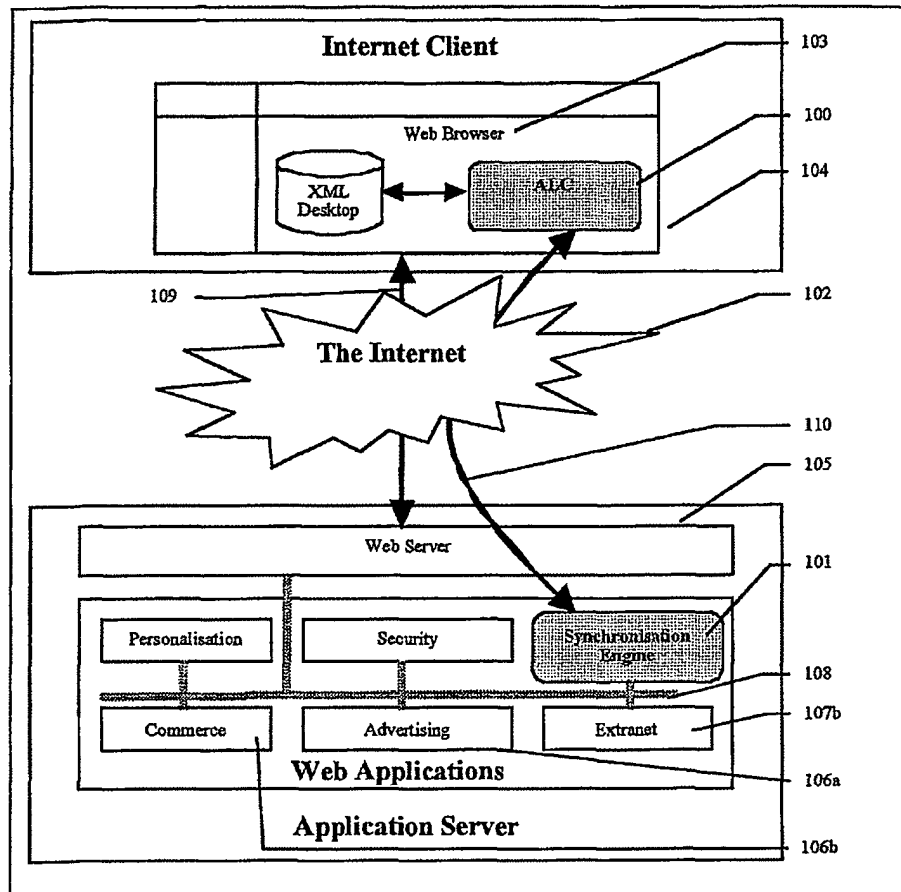 Internet Client
103
100
Web Browser
XML
Desktop
ALC
104
109
102
The Internet
110
105
Web Server
101
Personalisation
Security
Synchronisation
Engine
108
107b
Commerce
Advertising
Extranet
Web Applications
106a
Application Server
106b